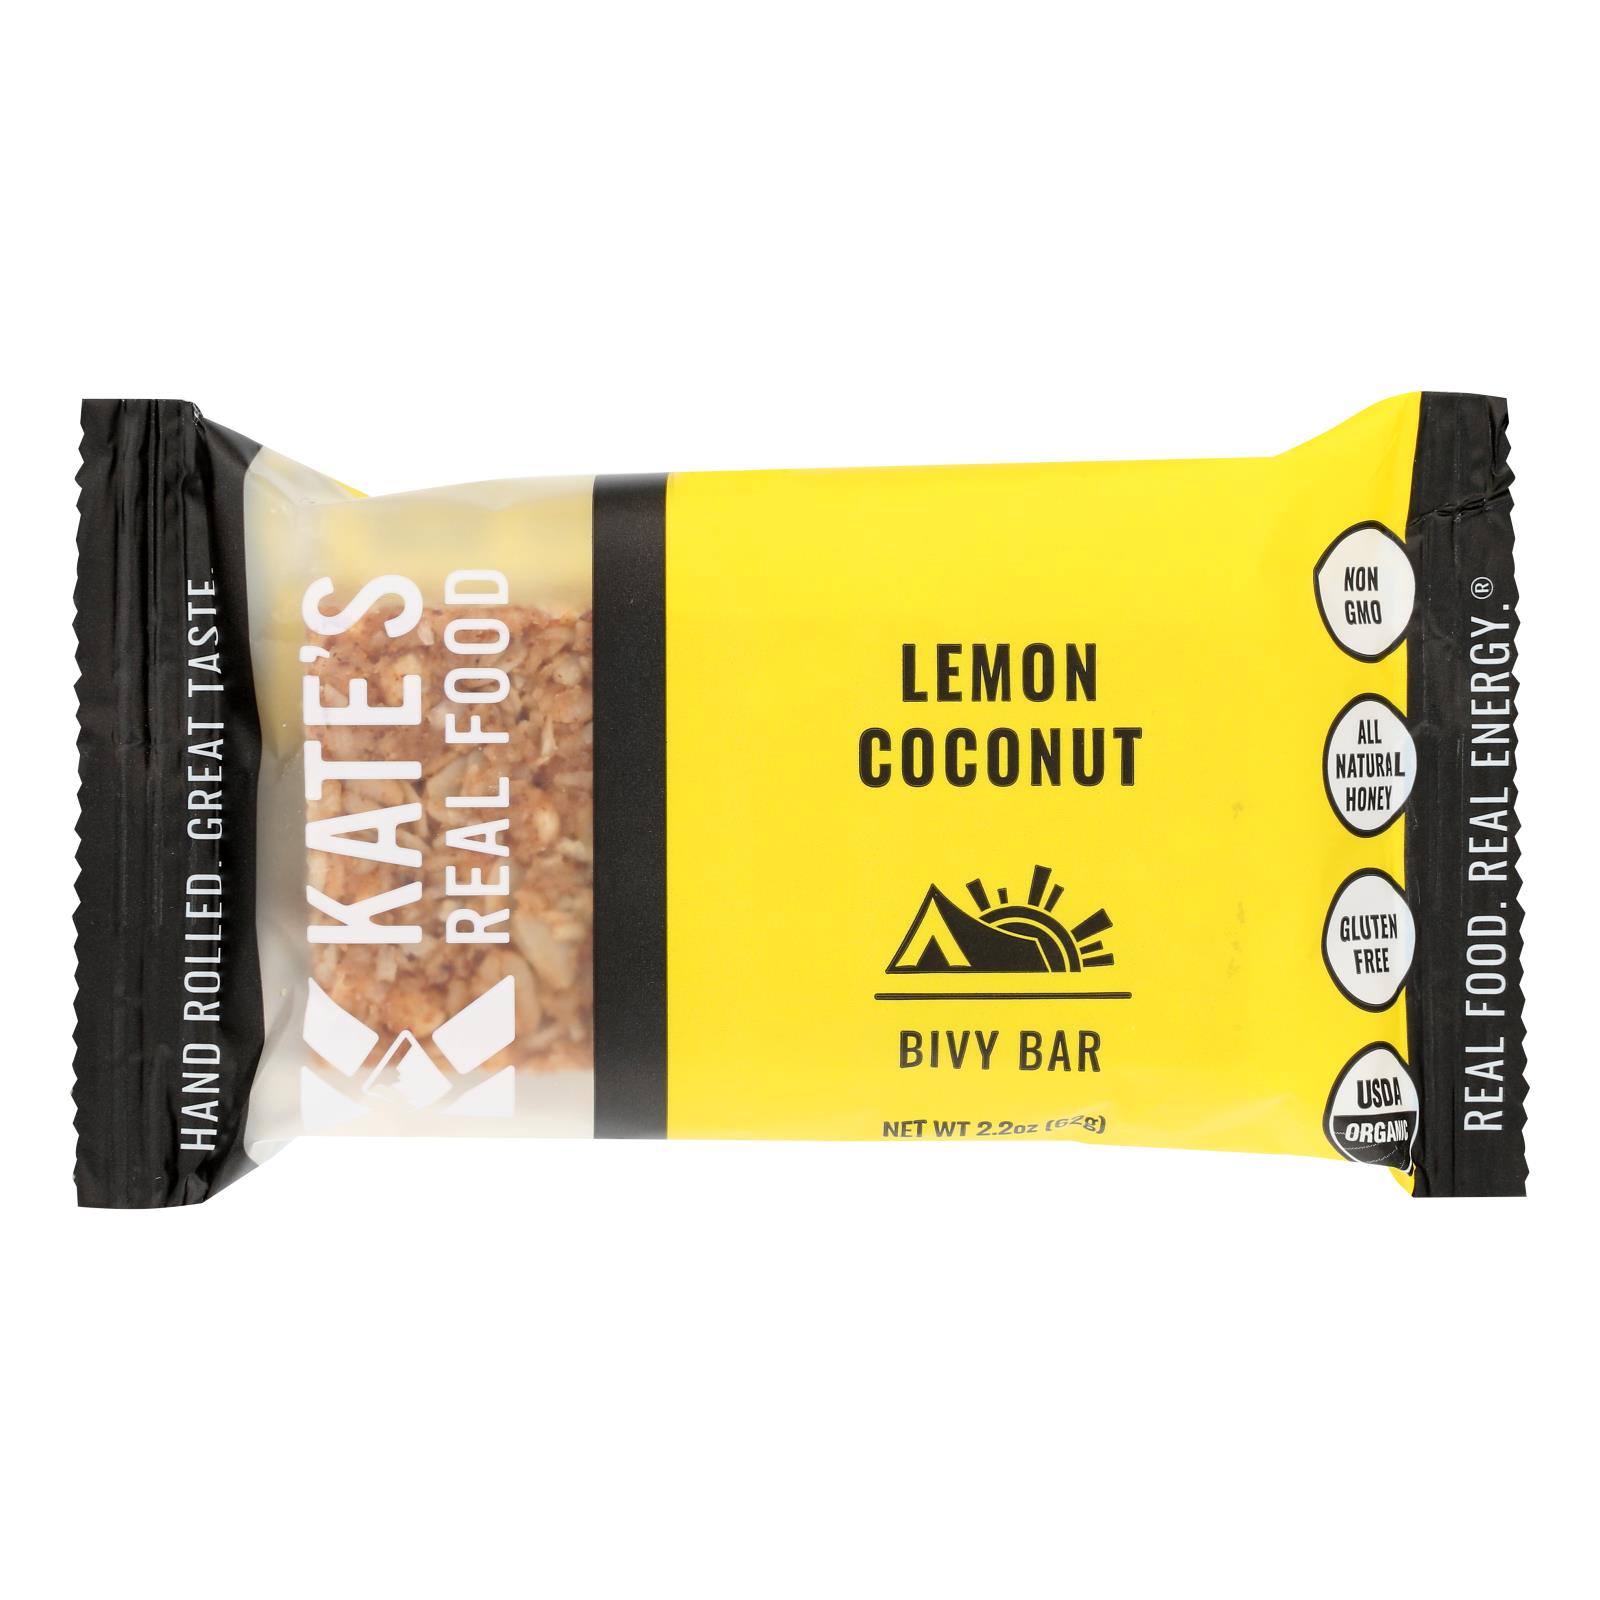 HAND ROLLED. GREAT TASTE.
KATE'S
REAL FOOD
LEMON
COCONUT
BIVY BAR
NET WT 2.2oz (62g)
NON
GMO
ALL
NATURAL
HONEY
GLUTEN
FREE
USDA
ORGANIC
REAL FOOD. REAL ENERGY.®